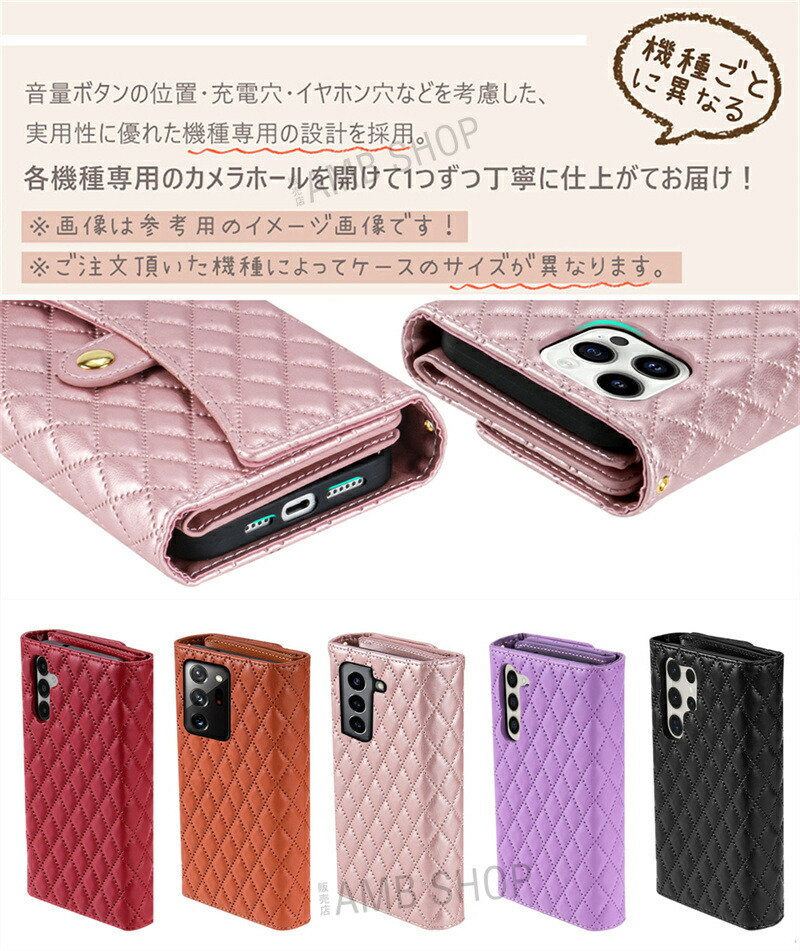 機種ごと
に異なる
音量ボタンの位置・充電穴・イヤホン穴などを考慮した、
実用性に優れた機種専用の設計を採用。
各機種専用のカメラホールを開けて1つずつ丁寧に仕上がてお届け！
販売店 AMB SHOP
※画像は参考用のイメージ画像です！
※ご注文頂いた機種によってケースのサイズが異なります。
販売店 AMB SHOP